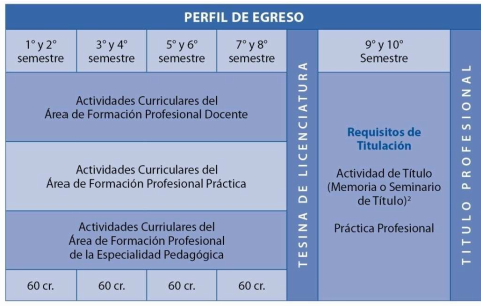 PERFIL DE EGRESO
1° y 2°
semestre
3° y 4°
semestre
5° y 6°
semestre
7° y 8°
semestre
Actividades Curriculares del
Área de Formación Profesional Docente
Actividades Curriculares del
Área de Formación Profesional Práctica
Actividades Curriulares del
Área de Formación Profesional
de la Especialidad Pedagógica
60 cr.
60 cr.
60 cr.
60 cr.
TESINA DE LICENCIATURA
9° y 10°
Semestre
Requisitos de
Titulación
Actividad de Título
(Memoria o Seminario
de Título)²
Práctica Profesional
TITULO PROFESIONAL